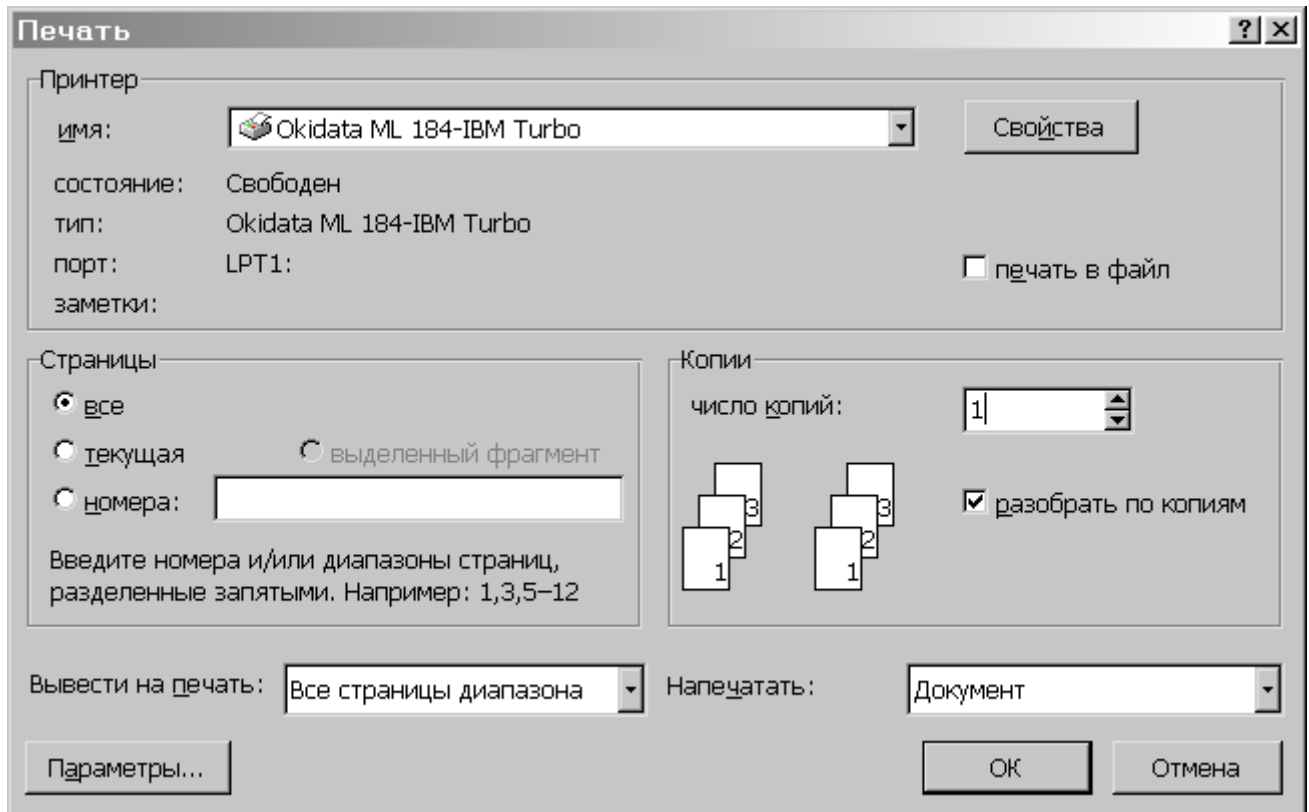 Печать
Принтер
имя: Okidata ML 184-IBM Turbo Свойства
состояние: Свободен
тип: Okidata ML 184-IBM Turbo
порт: LPT1: печать в файл
заметки:
Страницы
все
текущая выделенный фрагмент
номера:
Введите номера и/или диапазоны страниц,
разделенные запятыми. Например: 1,3,5–12
Копии
число копий: 1
3 3
2 2
1 1
разобрать по копиям
Вывести на печать: Все страницы диапазона Напечатать: Документ
Параметры... ОК Отмена